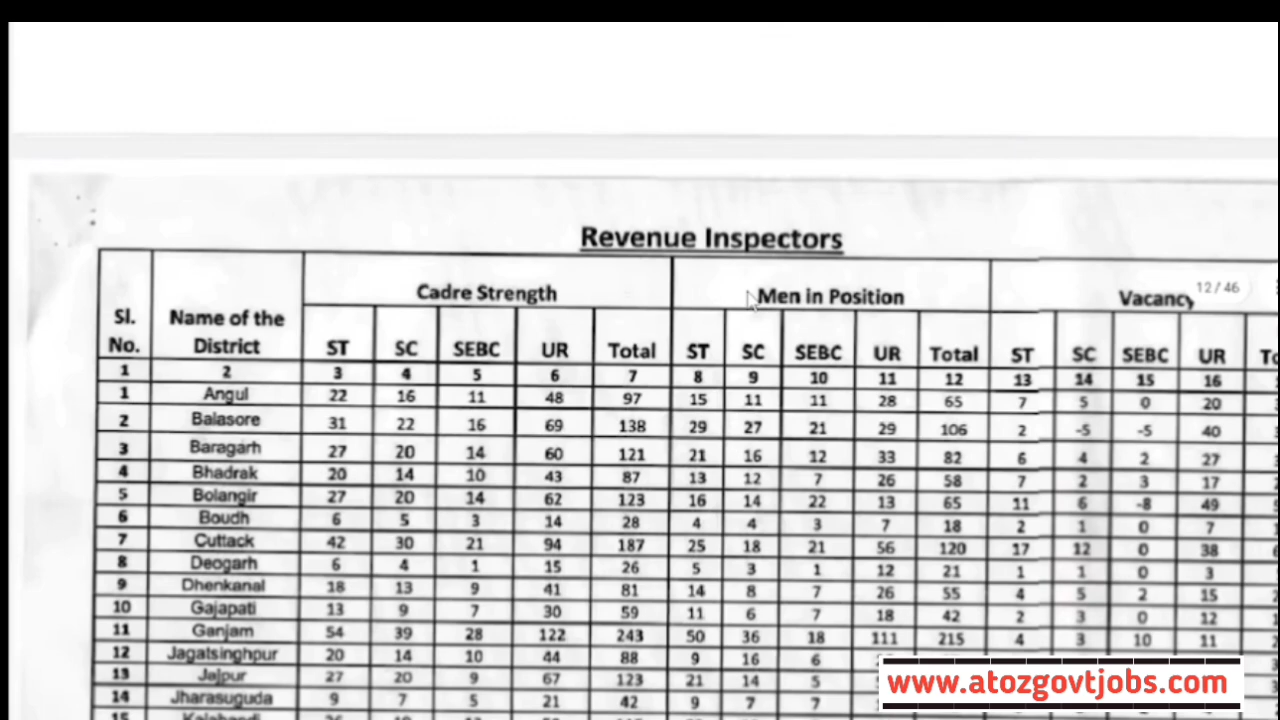 Revenue Inspectors
12 / 46
Sl. No. Name of the District Cadre Strength Men in Position Vacancy
ST SC SEBC UR Total ST SC SEBC UR Total ST SC SEBC UR
1 2 3 4 5 6 7 8 9 10 11 12 13 14 15 16
1 Angul 22 16 11 48 97 15 11 11 28 65 7 5 0 20
2 Balasore 31 22 16 69 138 29 27 21 29 106 2 -5 -5 40
3 Baragarh 27 20 14 60 121 21 16 12 33 82 6 4 2 27
4 Bhadrak 20 14 10 43 87 13 12 7 26 58 7 2 3 17
5 Bolangir 27 20 14 62 123 16 14 22 13 65 11 6 -8 49
6 Boudh 6 5 3 14 28 4 4 3 7 18 2 1 0 7
7 Cuttack 42 30 21 94 187 25 18 21 56 120 17 12 0 38
8 Deogarh 6 4 1 15 26 5 3 1 12 21 1 1 0 3
9 Dhenkanal 18 13 9 41 81 14 8 7 26 55 4 5 2 15
10 Gajapati 13 9 7 30 59 11 6 7 18 42 2 3 0 12
11 Ganjam 54 39 28 122 243 50 36 18 111 215 4 3 10 11
12 Jagatsinghpur 20 14 10 44 88 9 16 6
13 Jajpur 27 20 9 67 123 21 14 5
14 Jharasuguda 9 7 5 21 42 9 7 7
15 Kalahandi
www.atozgovtjobs.com